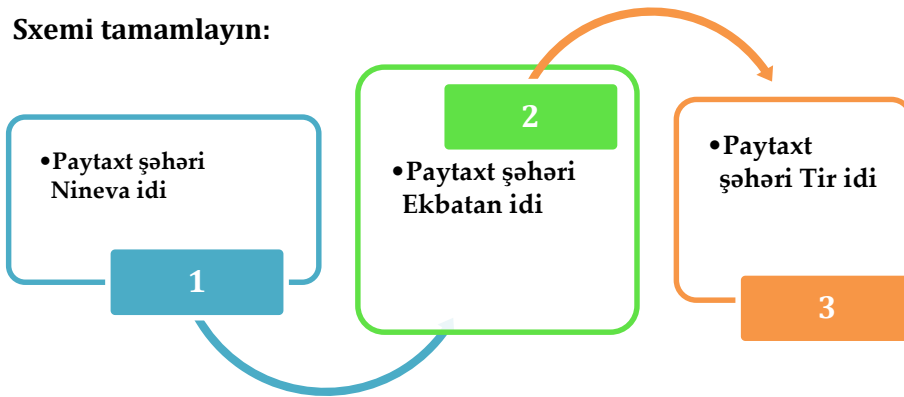 Sxemi tamamlayın:
•Paytaxt şəhəri
Nineva idi
1
2
•Paytaxt şəhəri
Ekbatan idi
•Paytaxt
şəhəri Tir idi
3